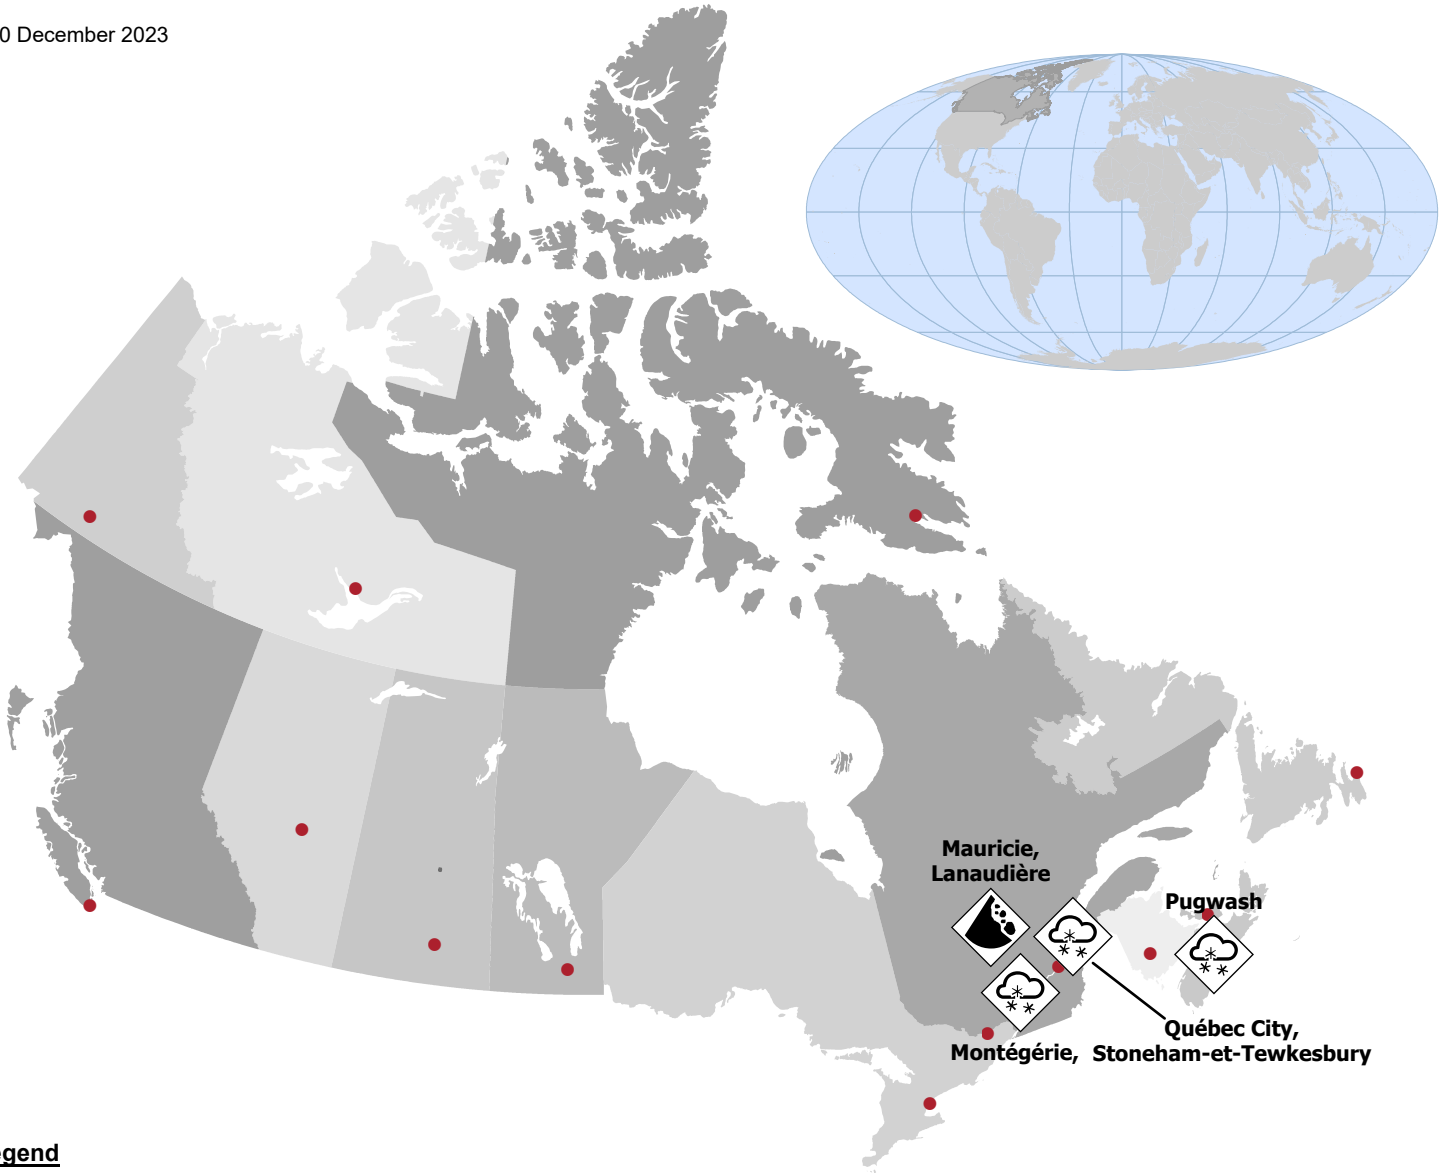 0 December 2023
Mauricie,
Lanaudière
Pugwash
Québec City,
Montégérie, Stoneham-et-Tewkesbury
egend